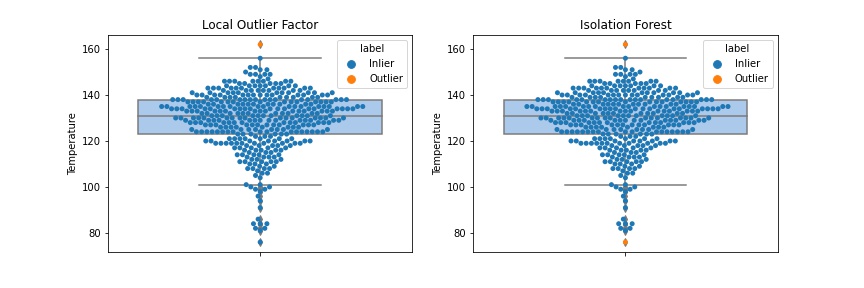 Local Outlier Factor
160
140
120
100
80
Temperature
label
Inlier
Outlier
Isolation Forest
160
140
120
100
80
Temperature
label
Inlier
Outlier